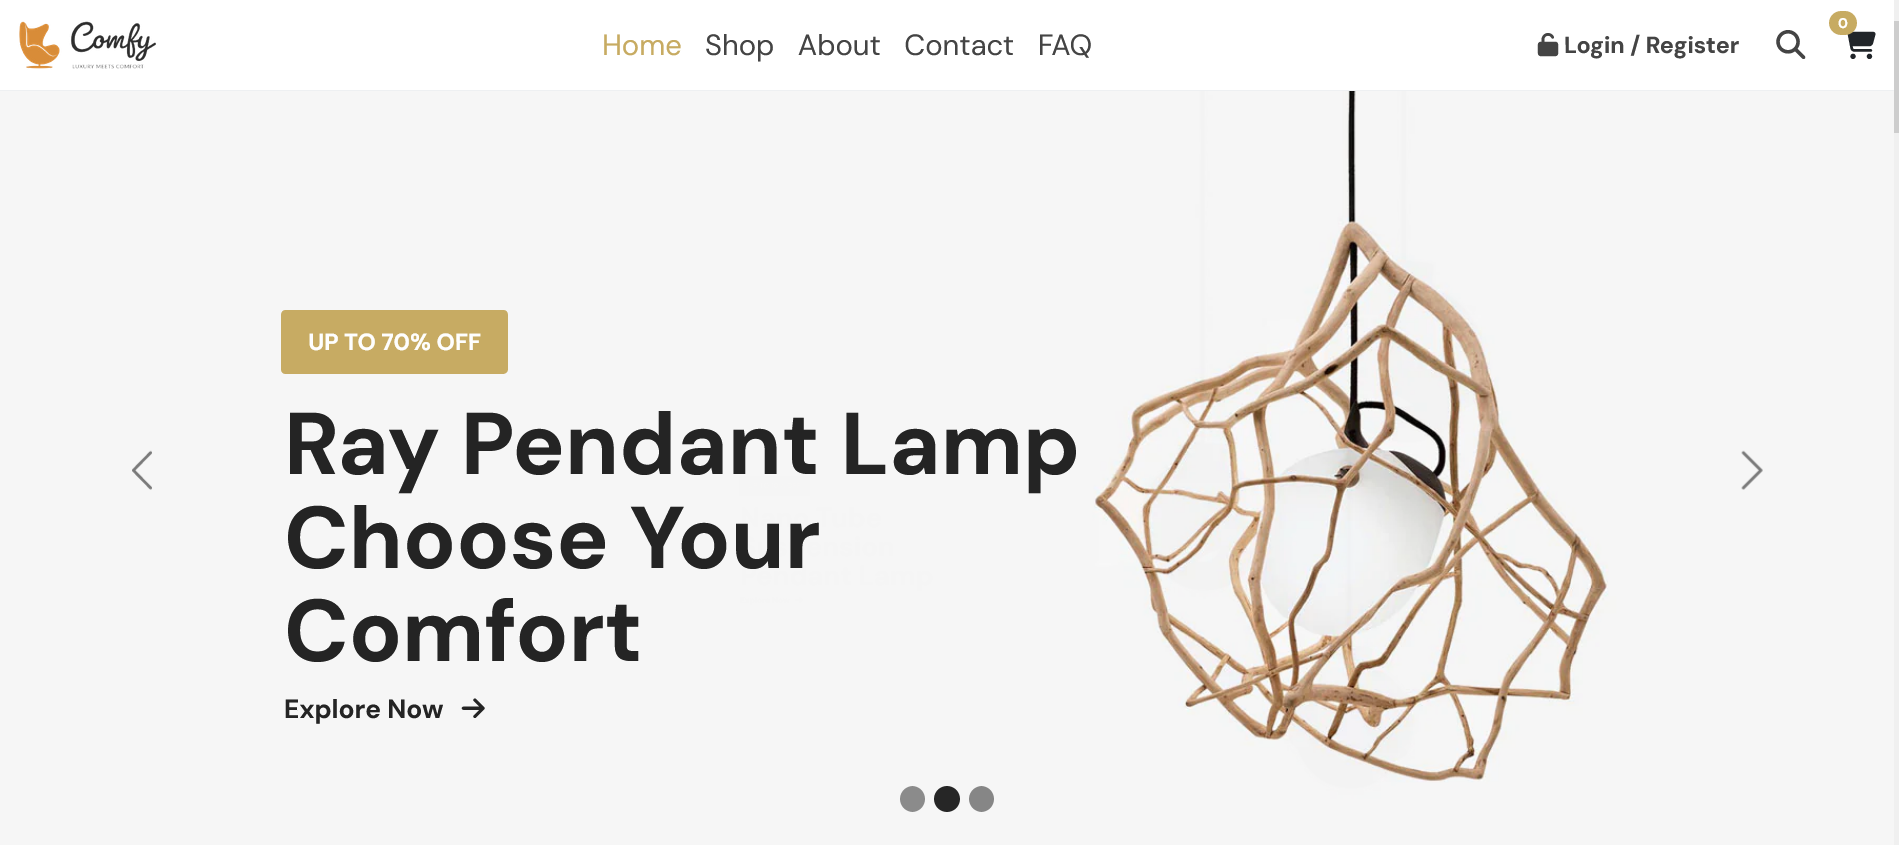 Comfy
LUXURY MEETS COMFORT
Home Shop About Contact FAQ
Login / Register
0
UP TO 70% OFF
Ray Pendant Lamp
Choose Your
Comfort
Explore Now